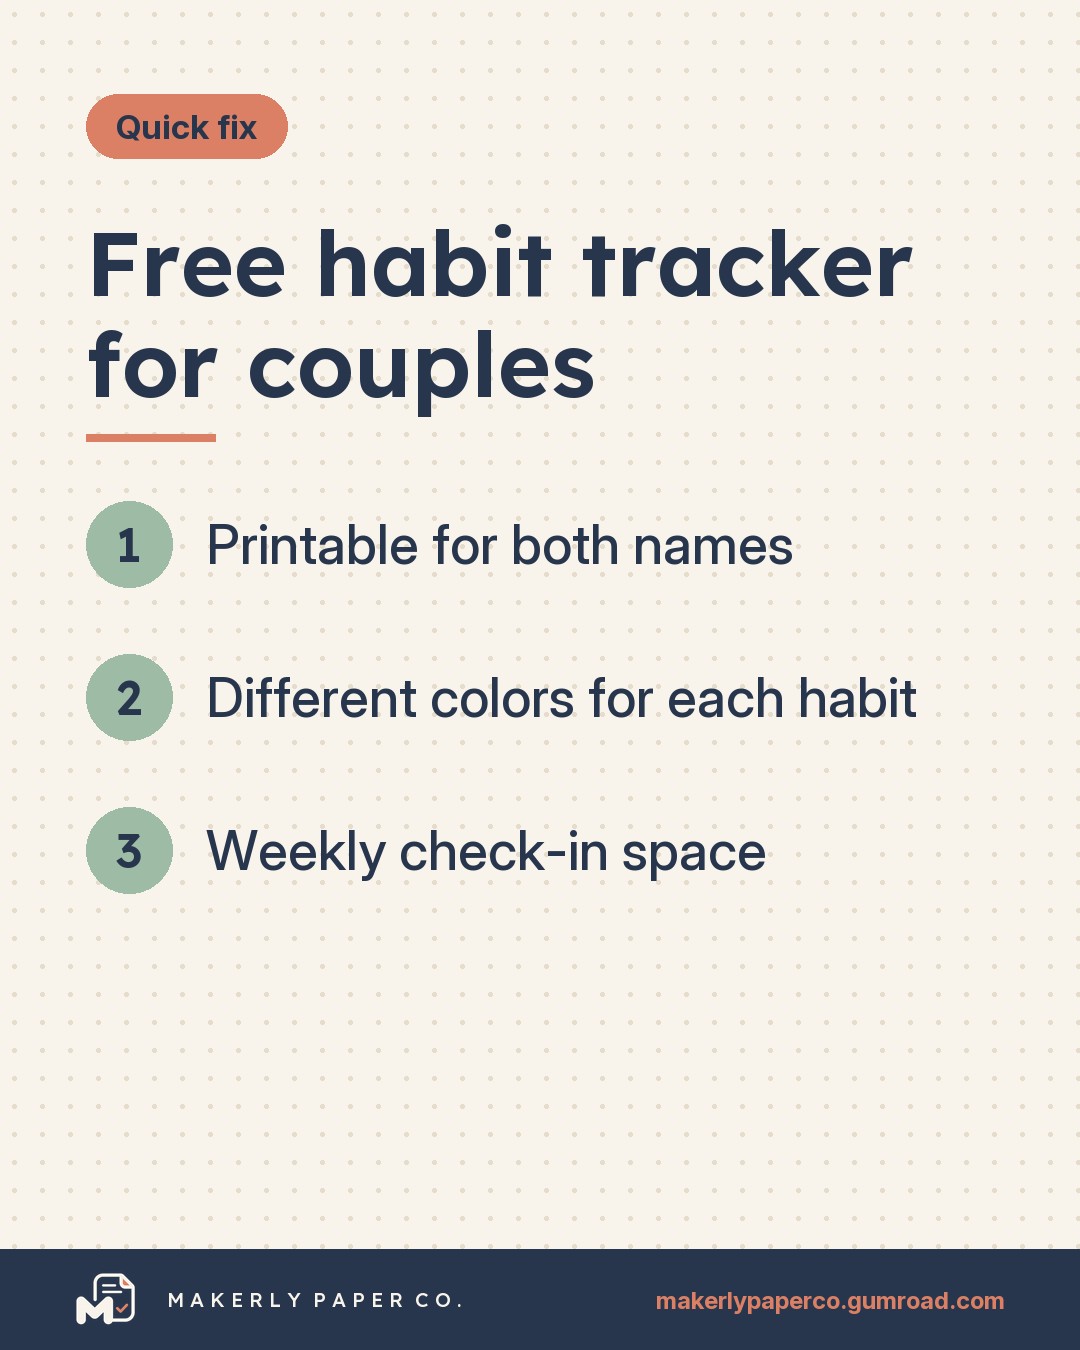 Quick fix
Free habit tracker
for couples
1 Printable for both names
2 Different colors for each habit
3 Weekly check-in space
MAKERLY PAPER CO. makerlypaperco.gumroad.com